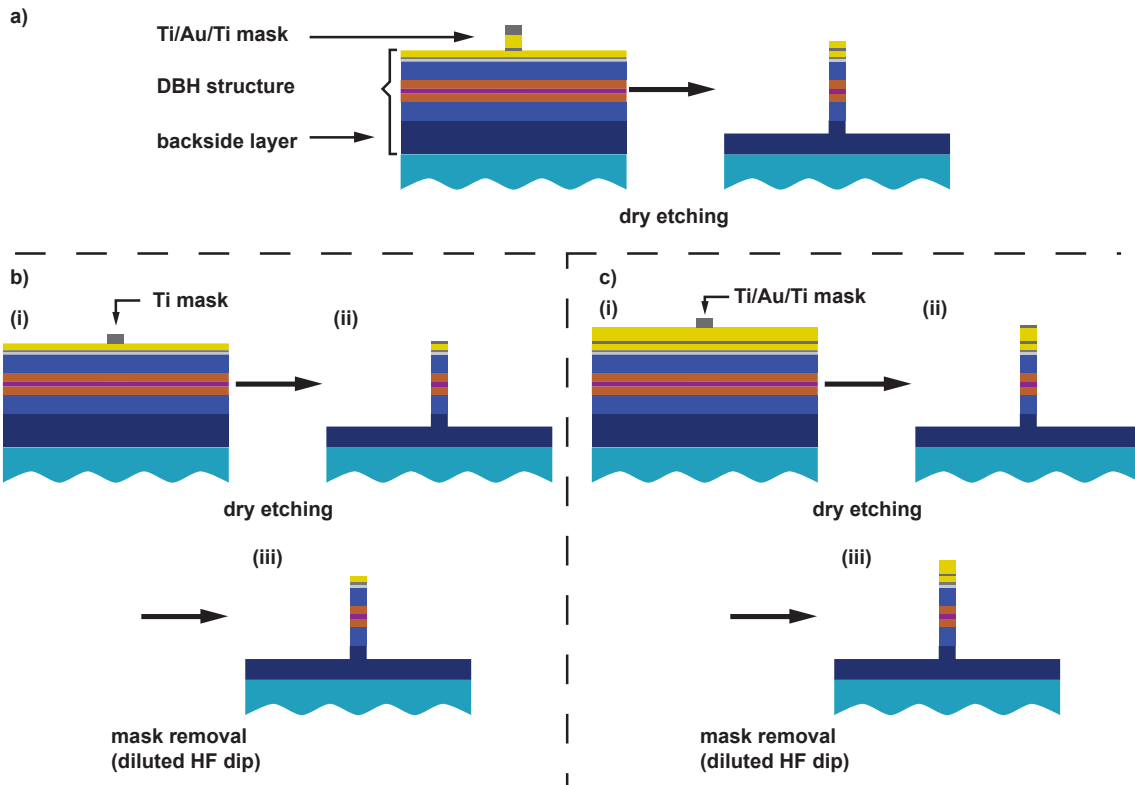 a)
Ti/Au/Ti mask
DBH structure
backside layer
dry etching
b)
Ti mask
(i)
(ii)
dry etching
(iii)
mask removal
(diluted HF dip)
c)
Ti/Au/Ti mask
(i)
(ii)
dry etching
(iii)
mask removal
(diluted HF dip)